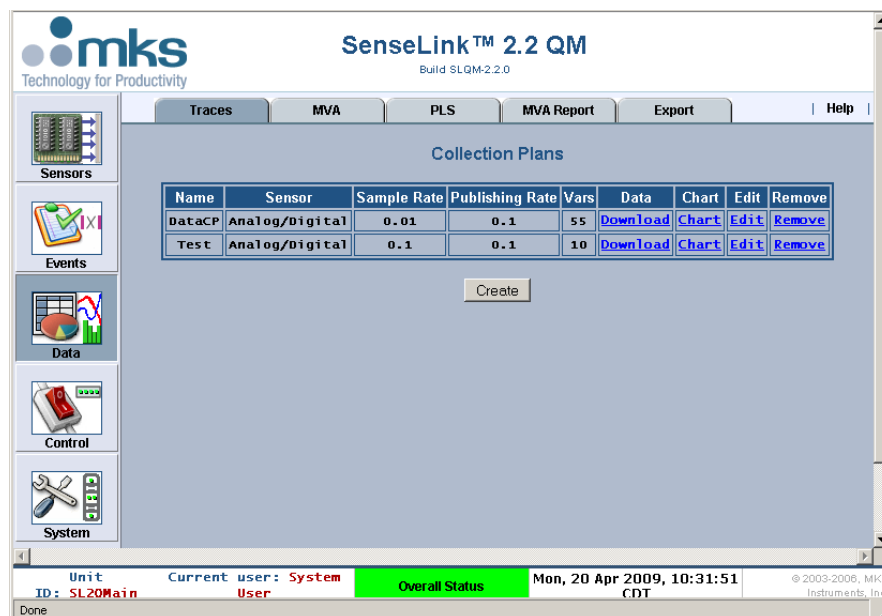 mks
Technology for Productivity
SenseLink™ 2.2 QM
Build SLQM-2.2.0
Traces MVA PLS MVA Report Export | Help |
Sensors
Events
Data
Control
System
Collection Plans
Name Sensor Sample Rate Publishing Rate Vars Data Chart Edit Remove
DataCP Analog/Digital 0.01 0.1 55 Download Chart Edit Remove
Test Analog/Digital 0.1 0.1 10 Download Chart Edit Remove
Create
Unit
ID: SL20Main
Current user: System
User
Overall Status
Mon, 20 Apr 2009, 10:31:51
CDT
© 2003-2006, MK
Instruments, In
Done